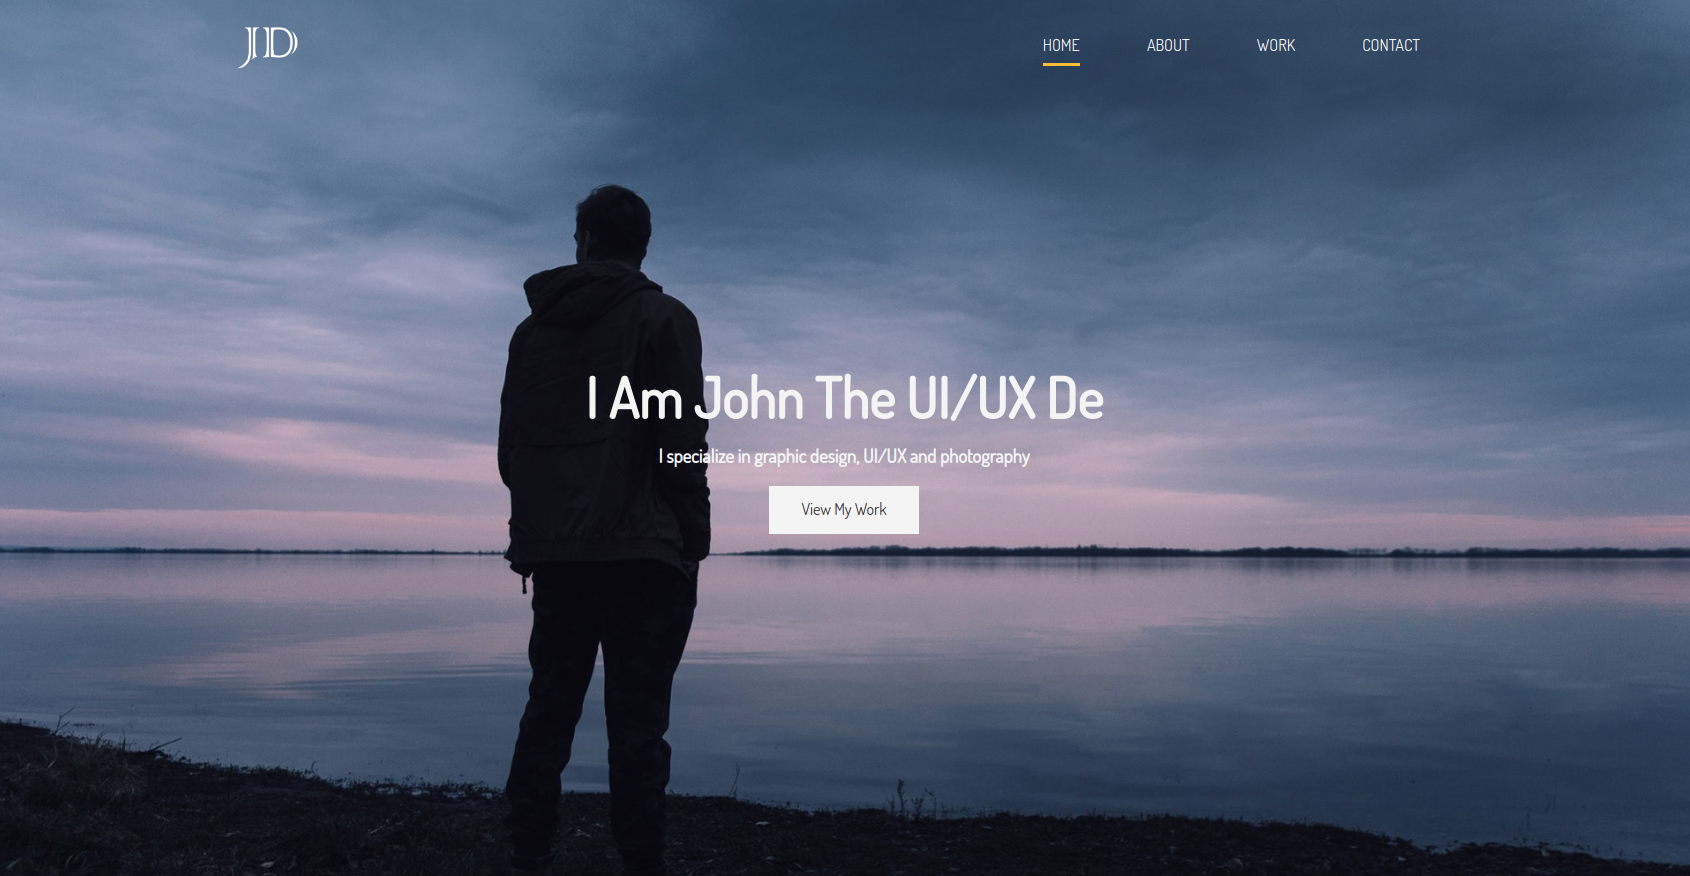 JD
HOME ABOUT WORK CONTACT
I Am John The UI/UX De
I specialize in graphic design, UI/UX and photography
View My Work